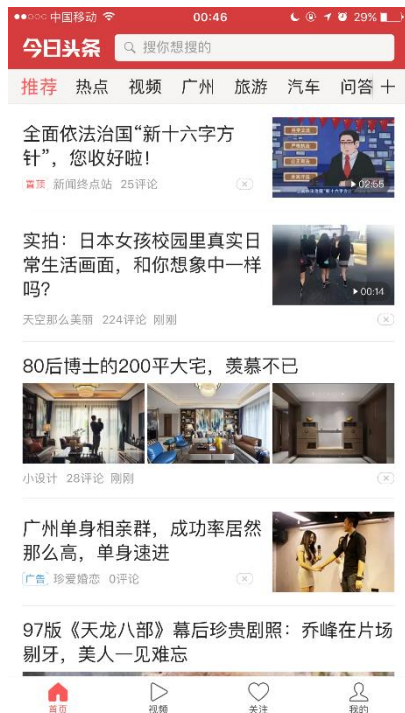 中国移动 00:46 29%
今日头条 搜你想搜的
推荐 热点 视频 广州 旅游 汽车 问答
全面依法治国“新十六字方
针”，您收好啦！
置顶 新闻终点站 25评论
02:55
实拍：日本女孩校园里真实日
常生活画面，和你想象中一样
吗？
00:14
天空那么美丽 224评论 刚刚
80后博士的200平大宅，羡慕不已
小设计 28评论 刚刚
广州单身相亲群，成功率居然
那么高，单身速进
广告 珍爱婚恋 0评论
97版《天龙八部》幕后珍贵剧照：乔峰在片场
剔牙，美人一见难忘
首页 视频 关注 我的